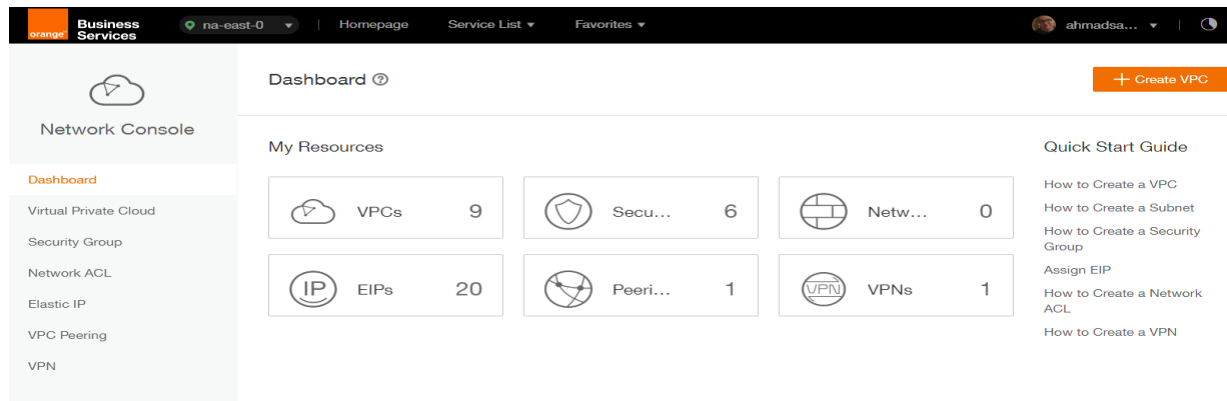 orange™
Business
Services
na-east-0
Homepage
Service List
Favorites
ahmadsa...
Network Console
Dashboard
Virtual Private Cloud
Security Group
Network ACL
Elastic IP
VPC Peering
VPN
Dashboard ?
+ Create VPC
My Resources
VPCs 9
Secu... 6
Netw... 0
IP EIPs 20
Peeri... 1
VPN VPNs 1
Quick Start Guide
How to Create a VPC
How to Create a Subnet
How to Create a Security
Group
Assign EIP
How to Create a Network
ACL
How to Create a VPN